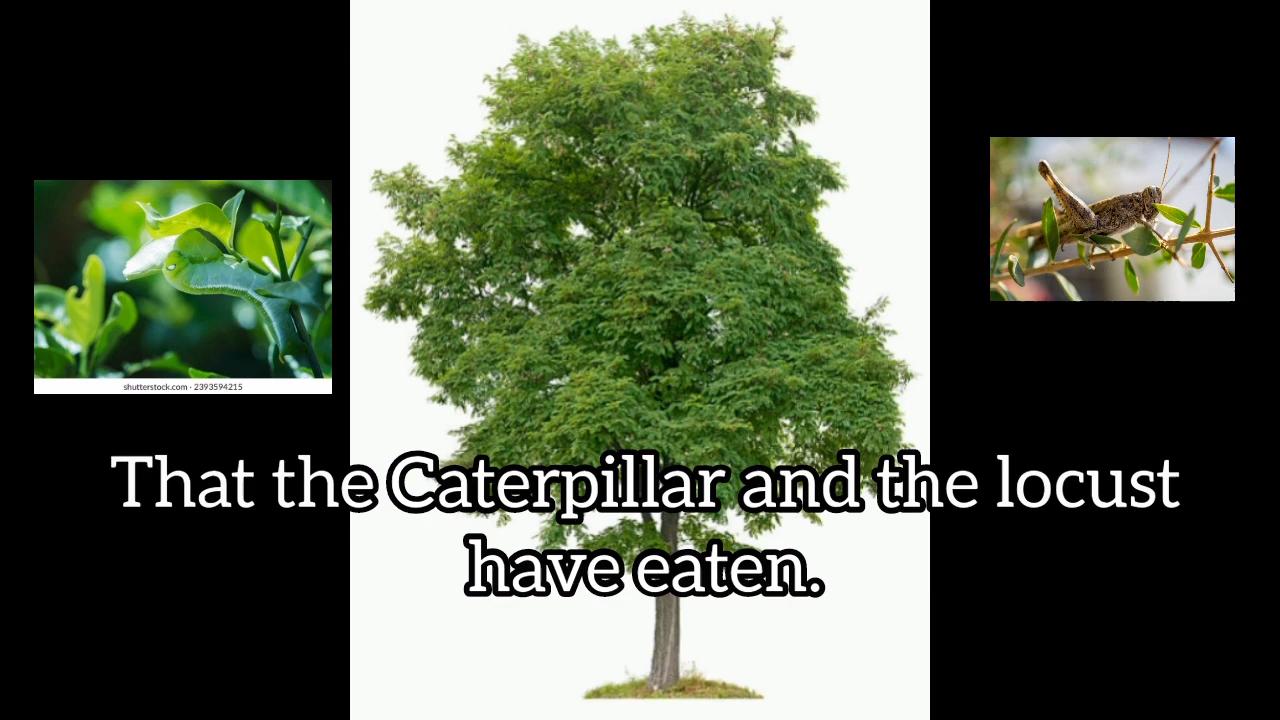 shutterstock.com · 2393594215
That the Caterpillar and the locust
have eaten.